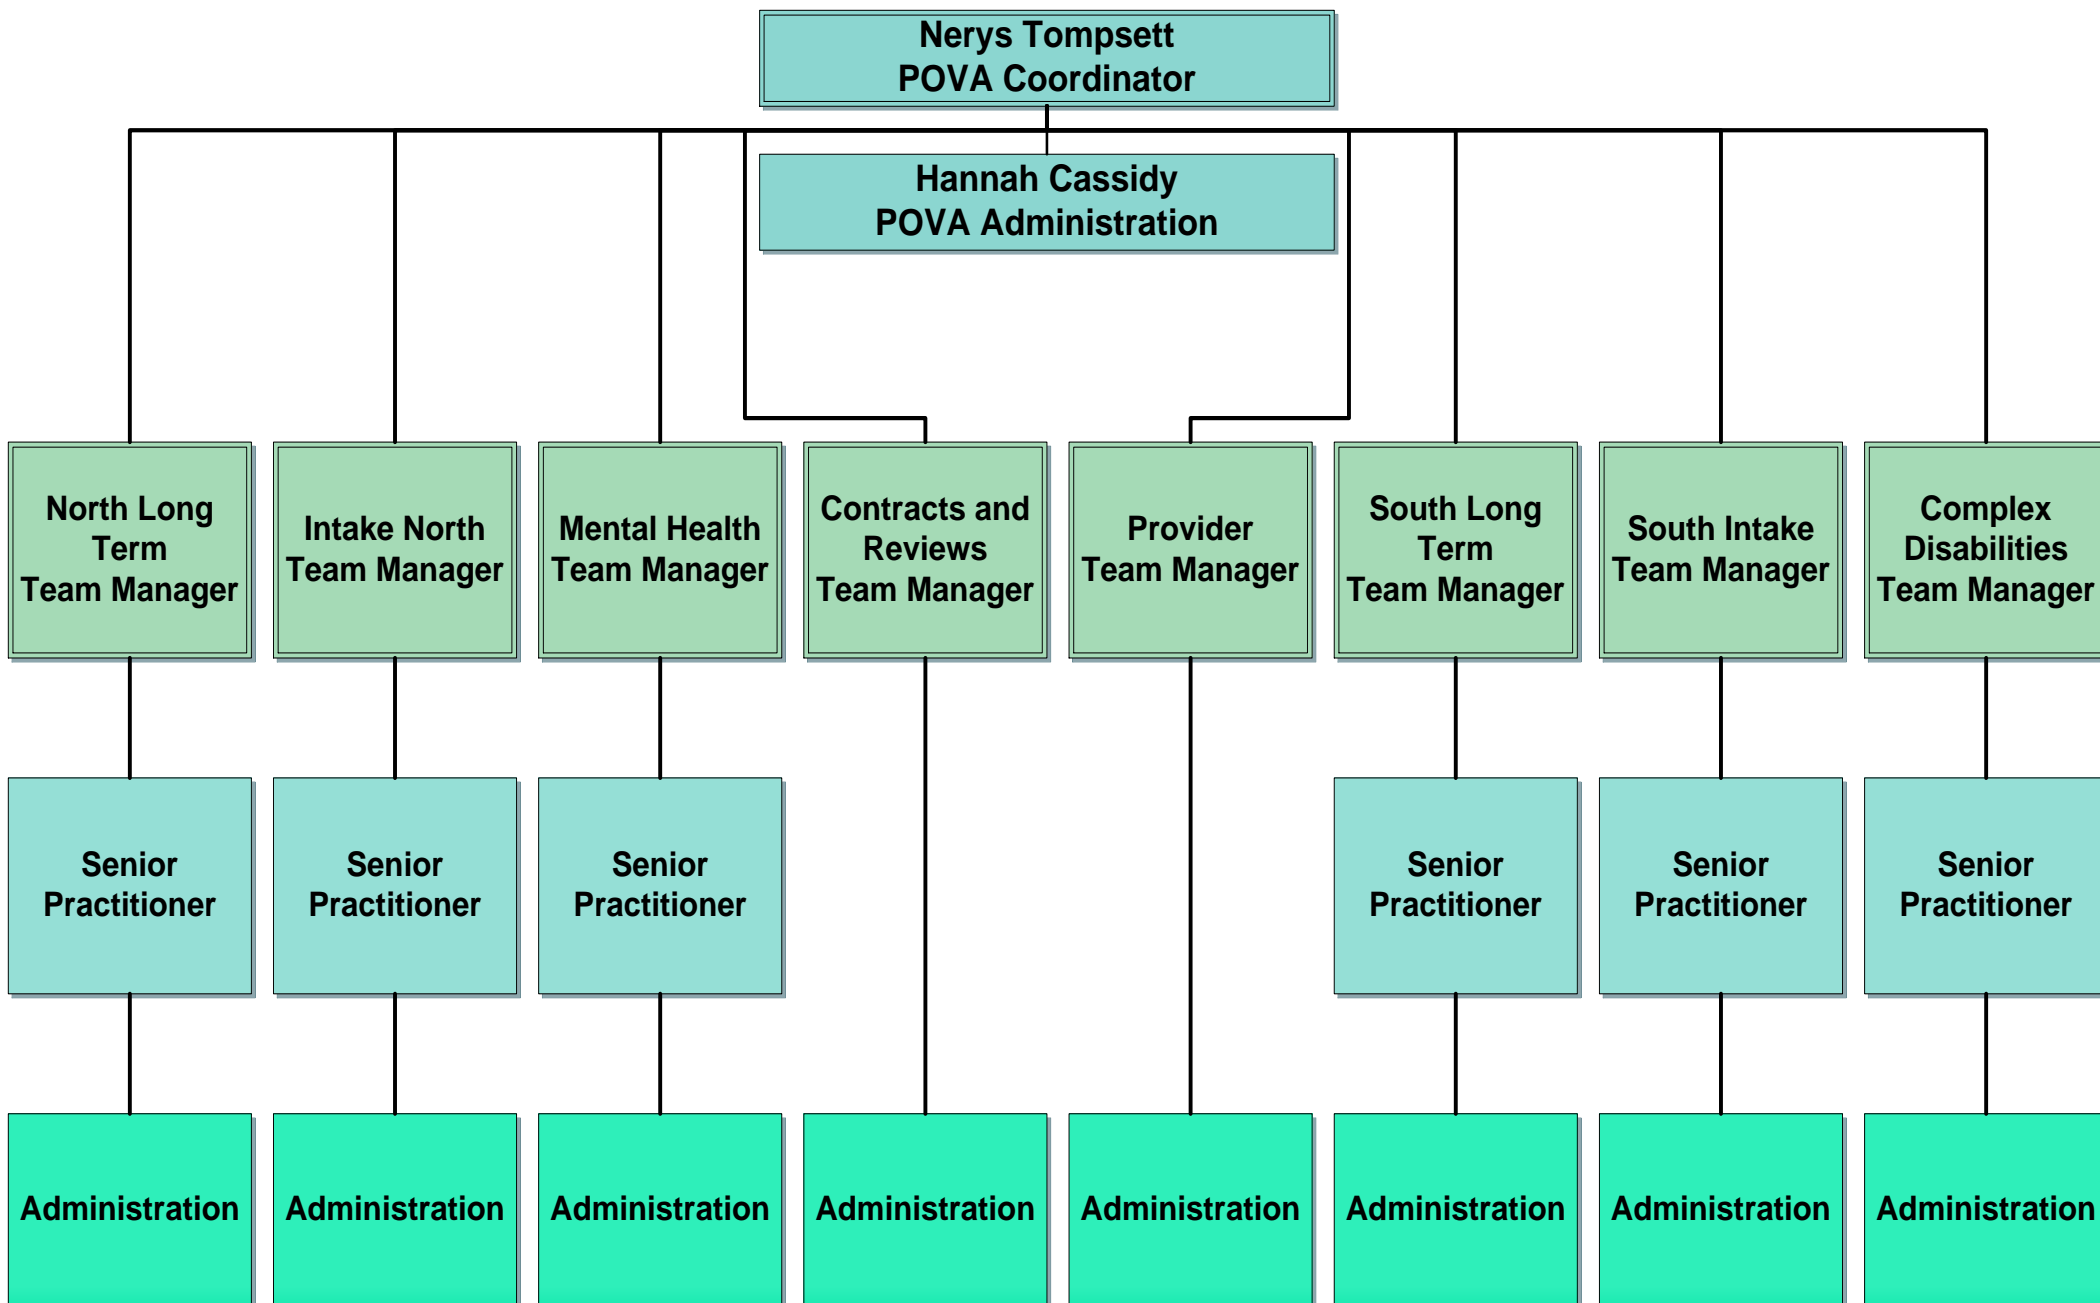 Nerys Tompsett
POVA Coordinator
Hannah Cassidy
POVA Administration
North Long
Term
Team Manager
Intake North
Team Manager
Mental Health
Team Manager
Contracts and
Reviews
Team Manager
Provider
Team Manager
South Long
Term
Team Manager
South Intake
Team Manager
Complex
Disabilities
Team Manager
Senior
Practitioner
Senior
Practitioner
Senior
Practitioner
Senior
Practitioner
Senior
Practitioner
Senior
Practitioner
Administration
Administration
Administration
Administration
Administration
Administration
Administration
Administration